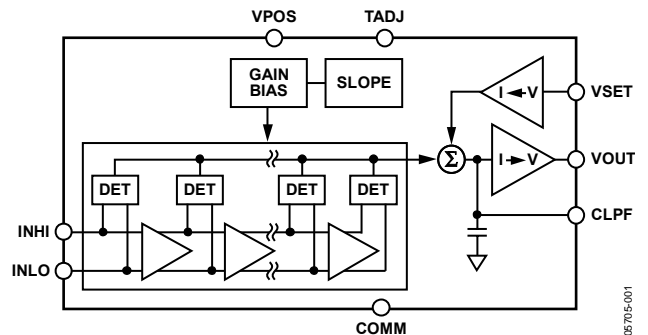 VPOS
TADJ
GAIN
BIAS
SLOPE
I
V
VSET
Σ
I
V
VOUT
DET
DET
DET
DET
CLPF
INHI
INLO
COMM
05705-001